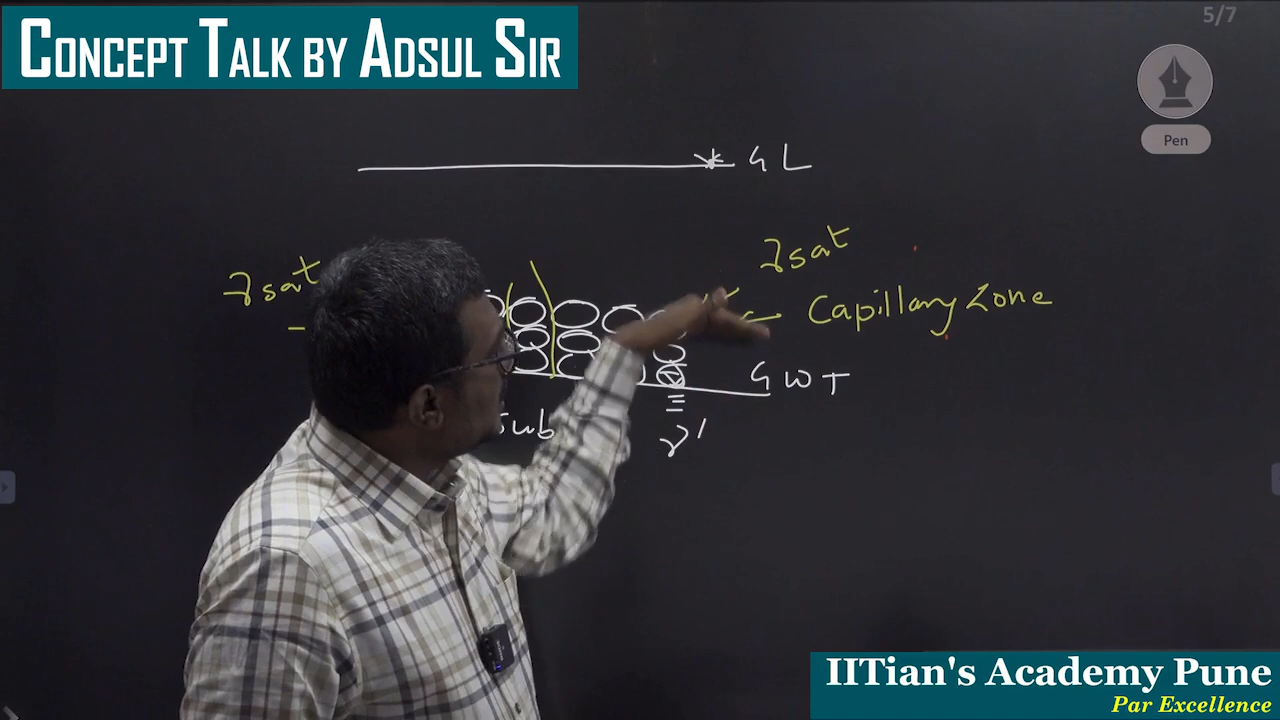 CONCEPT TALK BY ADSUL SIR
5/7
Pen
GL
γsat
γsat
Capillary Zone
GWT
sub
γ'
IITian's Academy Pune
Par Excellence